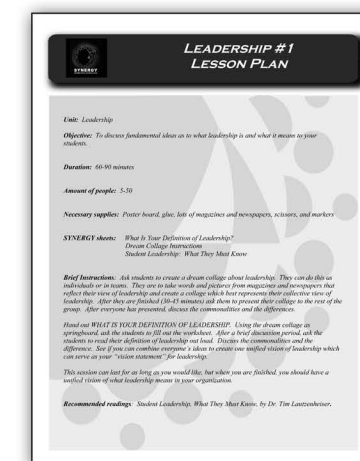 SYNERGY
LEADERSHIP #1
LESSON PLAN
Unit: Leadership
Objective: To discuss fundamental ideas as to what leadership is and what it means to your
students.
Duration: 60-90 minutes
Amount of people: 5-50
Necessary supplies: Poster board, glue, lots of magazines and newspapers, scissors, and markers
SYNERGY sheets: What Is Your Definition of Leadership?
Dream Collage Instructions
Student Leadership: What They Must Know
Brief Instructions: Ask students to create a dream collage about leadership. They can do this as
individuals or in teams. They are to take words and pictures from magazines and newspapers that
reflect their view of leadership and create a collage which best represents their collective view of
leadership. After they are finished (30-45 minutes) ask them to present their collage to the rest of the
group. After everyone has presented, discuss the commonalities and the differences.
Hand out WHAT IS YOUR DEFINITION OF LEADERSHIP. Using the dream collage as
springboard, ask the students to fill out the worksheet. After a brief discussion period, ask the
students to read their definition of leadership out loud. Discuss the commonalities and the
difference. See if you can combine everyone's ideas to create one unified vision of leadership which
can serve as your "vision statement" for leadership.
This session can last for as long as you would like, but when you are finished, you should have a
unified vision of what leadership means in your organization.
Recommended readings: Student Leadership, What They Must Know, by Dr. Tim Lautzenheiser.